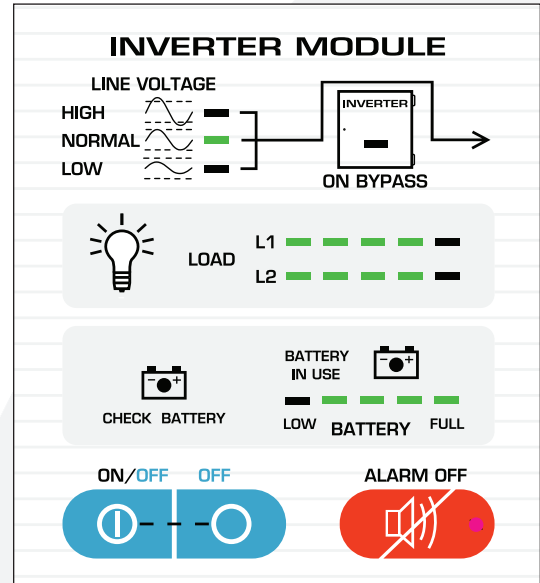 INVERTER MODULE
LINE VOLTAGE
HIGH
NORMAL
LOW
INVERTER
ON BYPASS
LOAD
L1
L2
BATTERY
IN USE
CHECK BATTERY
LOW BATTERY FULL
ON/OFF OFF
ALARM OFF